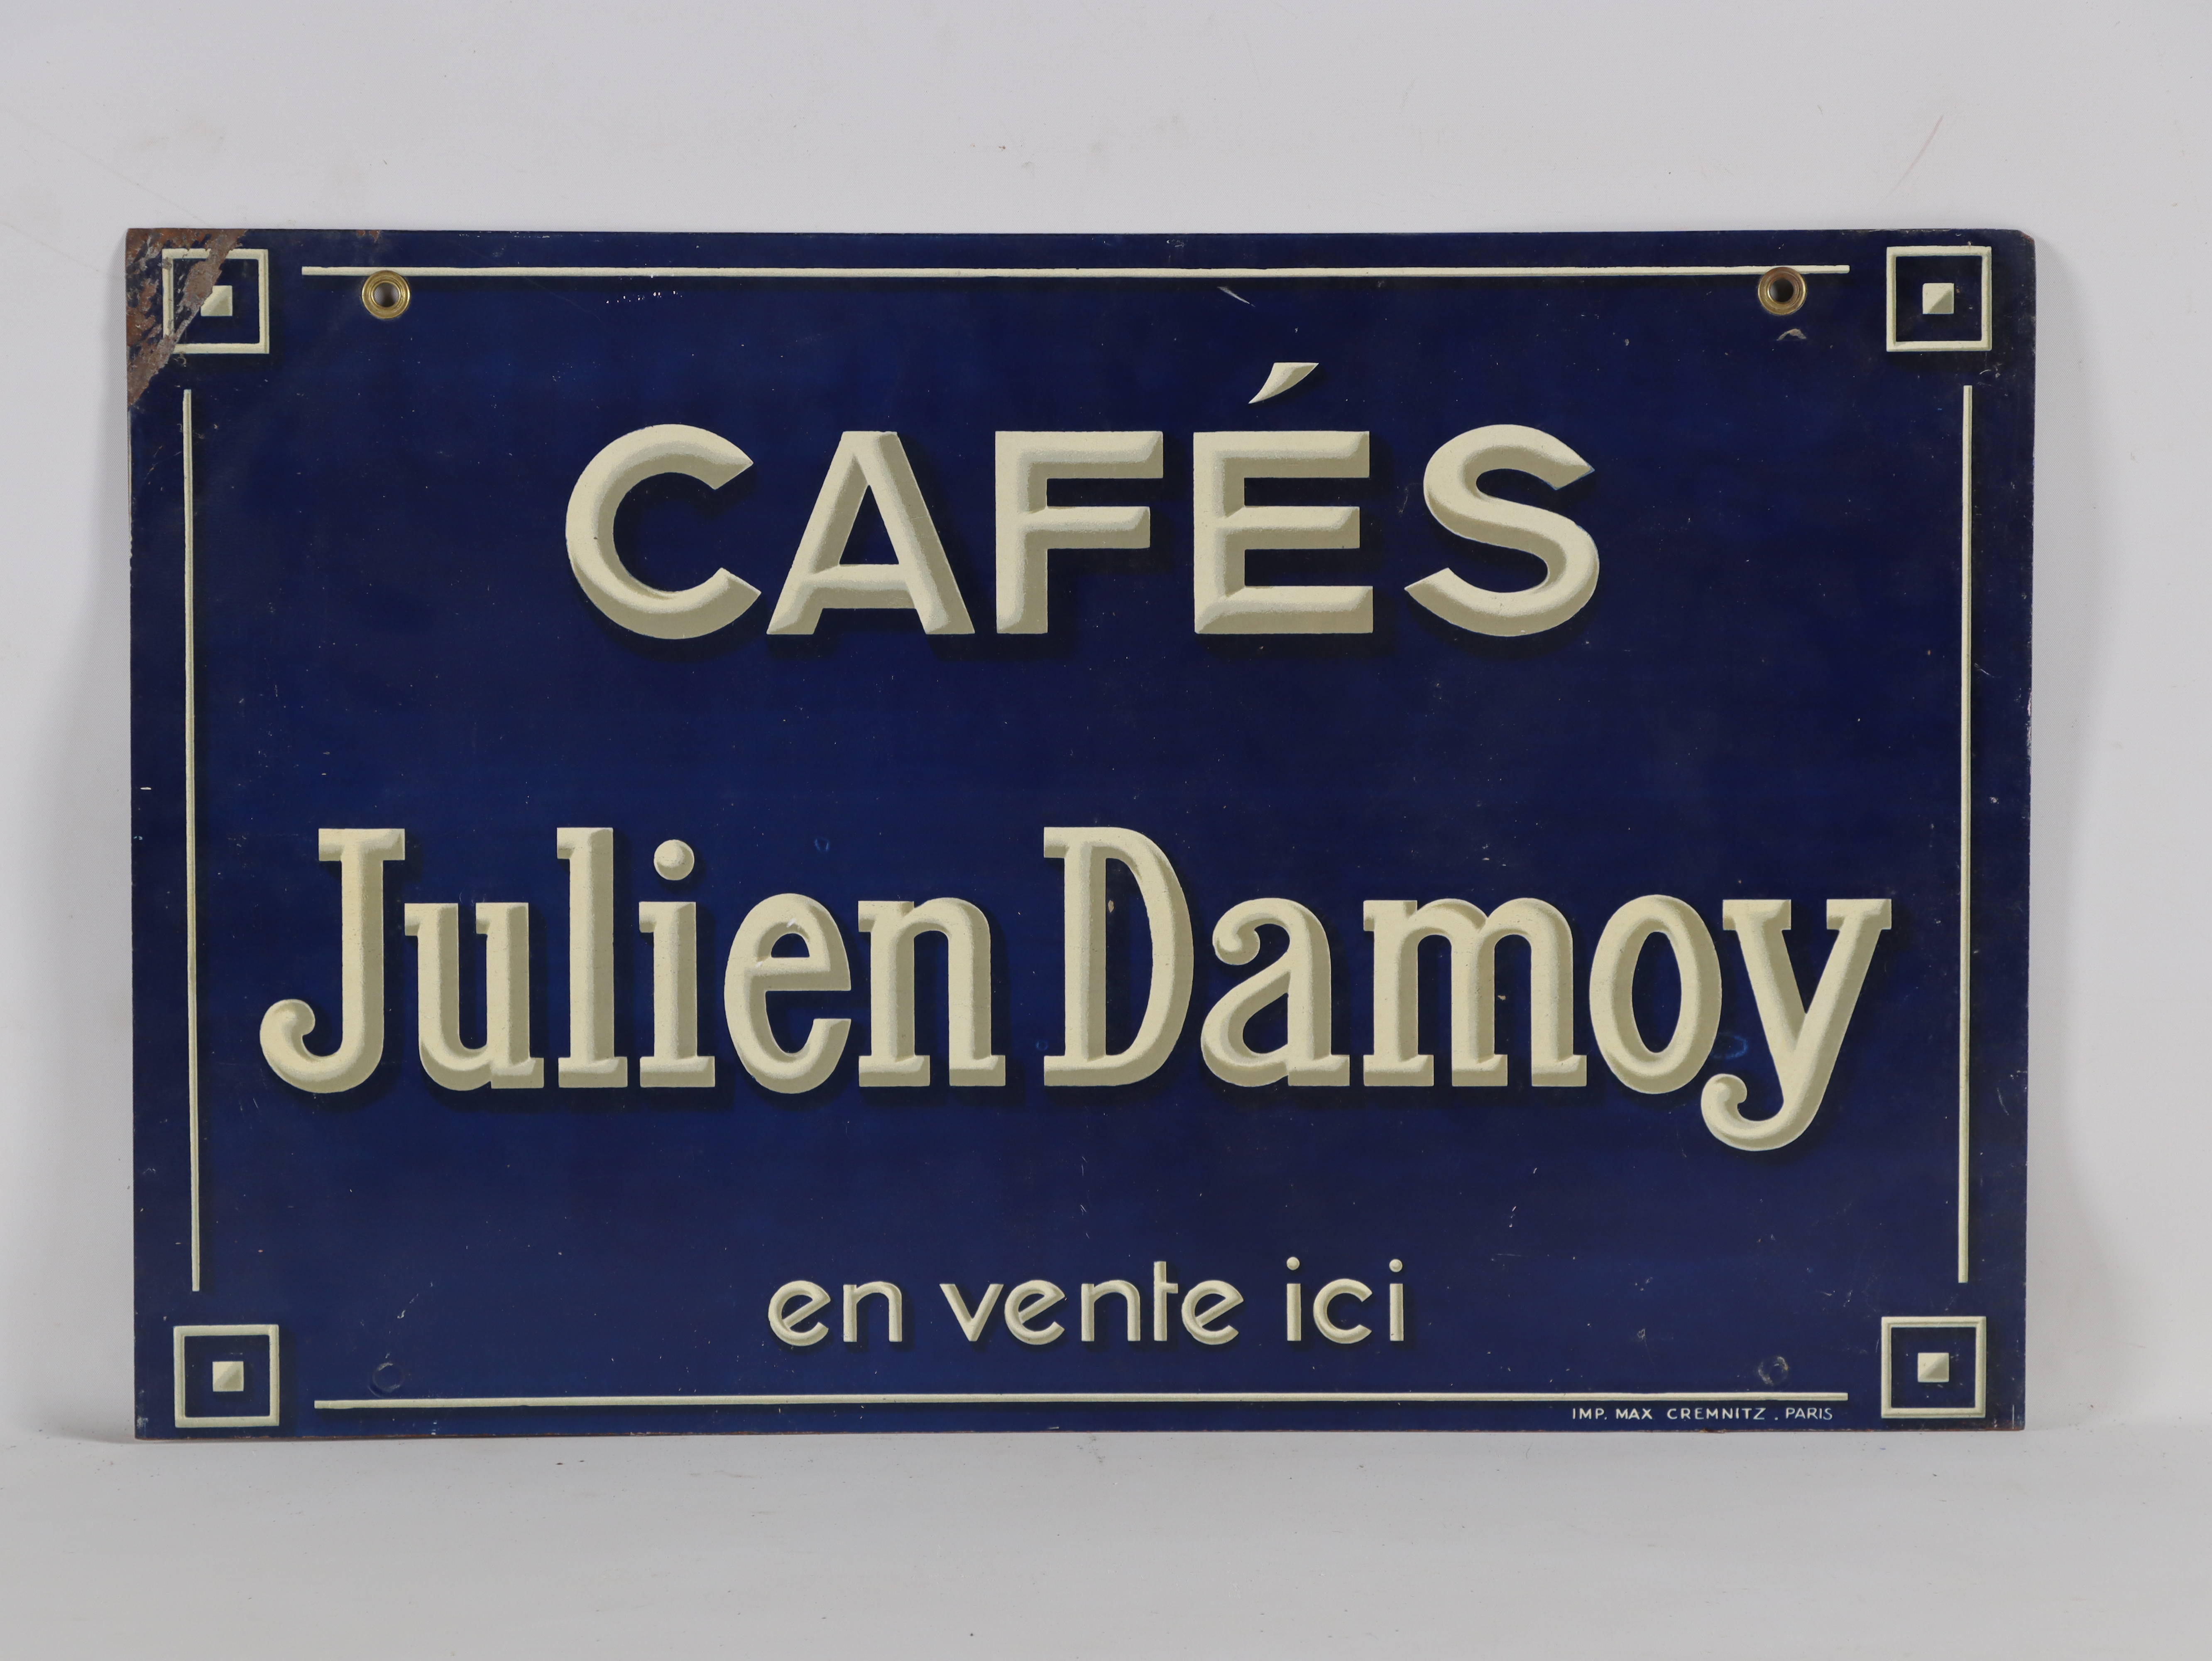 CAFÉS
Julien Damoy
en vente ici
IMP. MAX CREMNITZ . PARIS